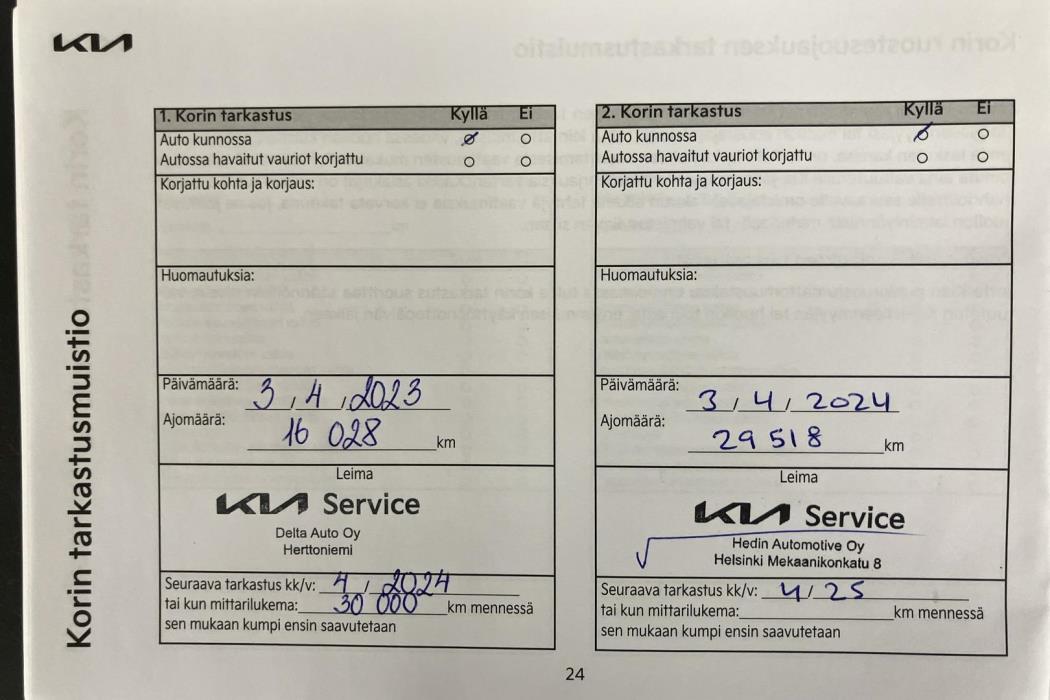 KIA
Korin tarkastusmuistio
1. Korin tarkastus Kyllä Ei
Auto kunnossa
Autossa havaitut vauriot korjattu
Korjattu kohta ja korjaus:
Huomautuksia:
Päivämäärä: 3 / 4 / 2023
Ajomäärä: 16 028 km
Leima
KIA Service
Delta Auto Oy
Herttoniemi
Seuraava tarkastus kk/v: 4 / 2024
tai kun mittarilukema: 30 000 km mennessä
sen mukaan kumpi ensin saavutetaan
2. Korin tarkastus Kyllä Ei
Auto kunnossa
Autossa havaitut vauriot korjattu
Korjattu kohta ja korjaus:
Huomautuksia:
Päivämäärä: 3 / 4 / 2024
Ajomäärä: 29 518 km
Leima
KIA Service
Hedin Automotive Oy
Helsinki Mekaanikonkatu 8
Seuraava tarkastus kk/v: 4 / 25
tai kun mittarilukema: km mennessä
sen mukaan kumpi ensin saavutetaan
24